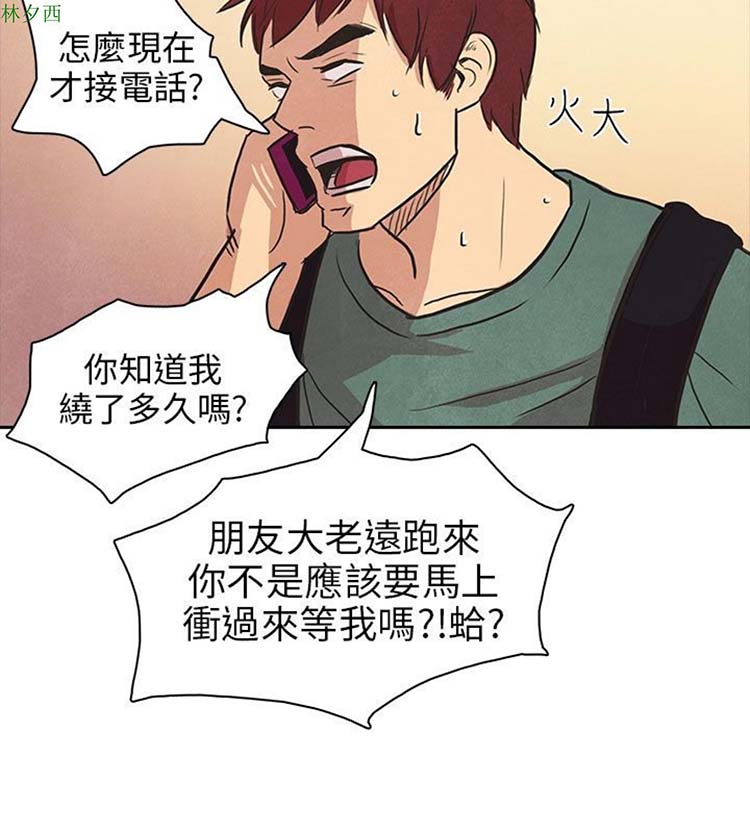 林夕西
怎麼現在
才接電話?
火大
你知道我
繞了多久嗎?
朋友大老遠跑來
你不是應該要馬上
衝過來等我嗎?!蛤?